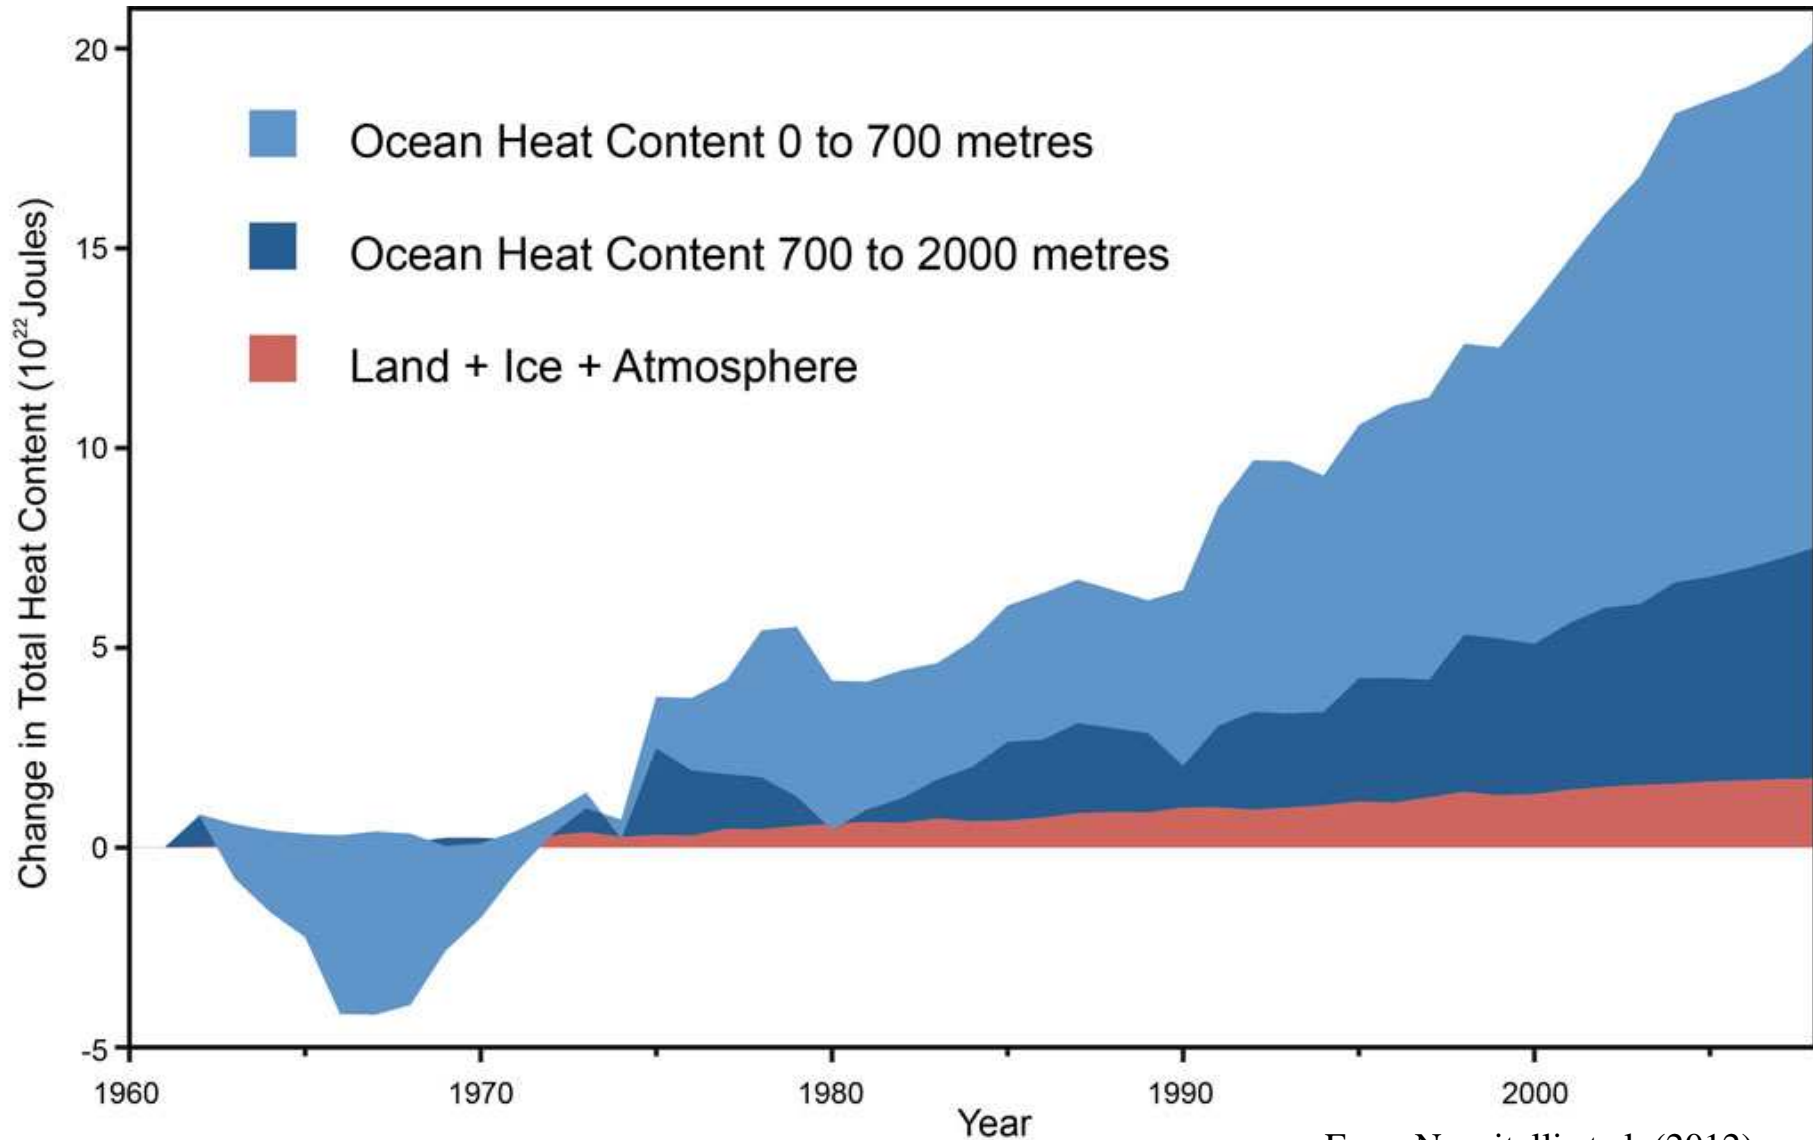 20
15
10
5
0
-5
Change in Total Heat Content (10²² Joules)
Ocean Heat Content 0 to 700 metres
Ocean Heat Content 700 to 2000 metres
Land + Ice + Atmosphere
1960 1970 1980 1990 2000
Year
(2012)